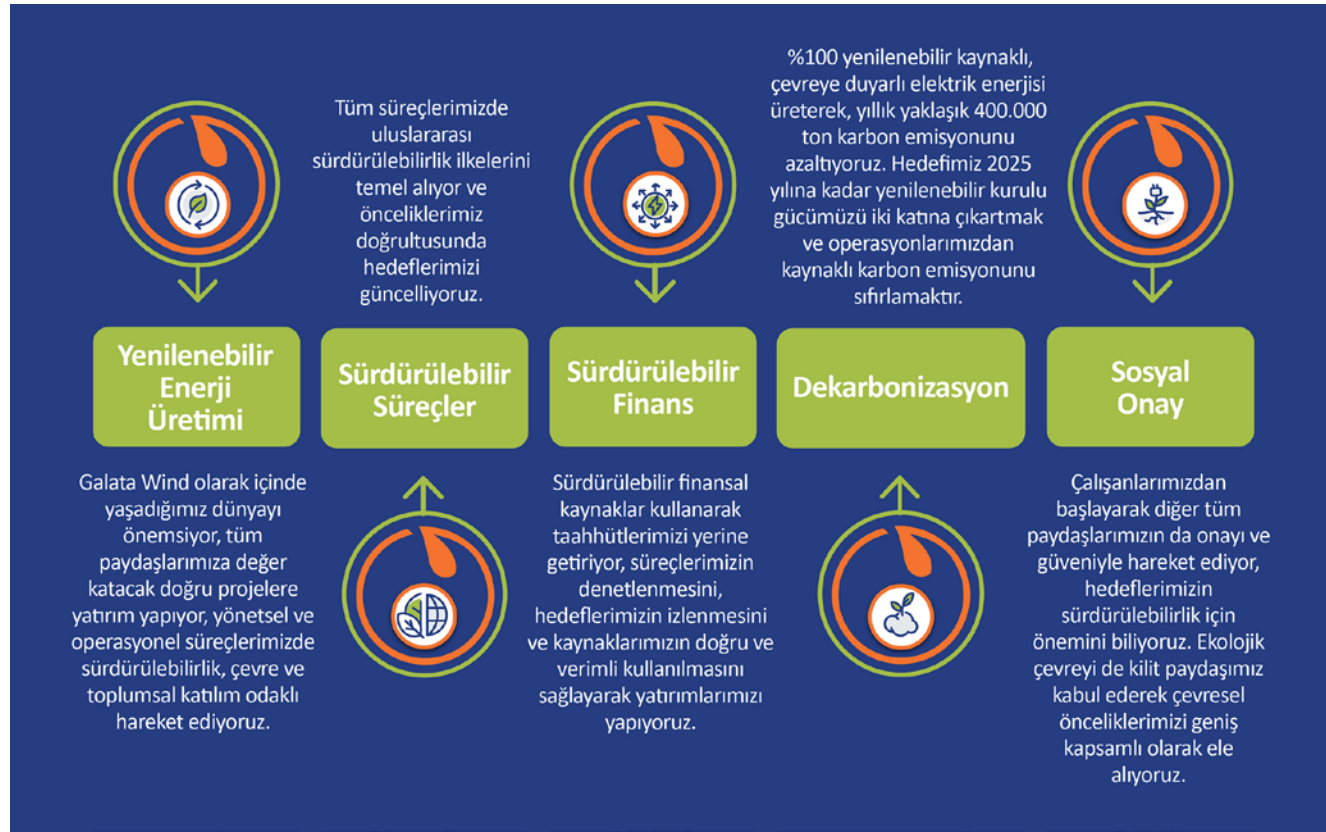 Yenilenebilir
Enerji
Üretimi
Galata Wind olarak içinde
yaşadığımız dünyayı
önemsiyor, tüm
paydaşlarımıza değer
katacak doğru projelere
yatırım yapıyor, yönetsel ve
operasyonel süreçlerimizde
sürdürülebilirlik, çevre ve
toplumsal katılım odaklı
hareket ediyoruz.
Tüm süreçlerimizde
uluslararası
sürdürülebilirlik ilkelerini
temel alıyor ve
önceliklerimiz
doğrultusunda
hedeflerimizi
güncelliyoruz.
Sürdürülebilir
Süreçler
Sürdürülebilir
Finans
Sürdürülebilir finansal
kaynaklar kullanarak
taahhütlerimizi yerine
getiriyor, süreçlerimizin
denetlenmesini,
hedeflerimizin izlenmesini
ve kaynaklarımızın doğru ve
verimli kullanılmasını
sağlayarak yatırımlarımızı
yapıyoruz.
%100 yenilenebilir kaynaklı,
çevreye duyarlı elektrik enerjisi
üreterek, yıllık yaklaşık 400.000
ton karbon emisyonunu
azaltıyoruz. Hedefimiz 2025
yılına kadar yenilenebilir kurulu
gücümüzü iki katına çıkartmak
ve operasyonlarımızdan
kaynaklı karbon emisyonunu
sıfırlamaktır.
Dekarbonizasyon
Sosyal
Onay
Çalışanlarımızdan
başlayarak diğer tüm
paydaşlarımızın da onayı ve
güveniyle hareket ediyor,
hedeflerimizin
sürdürülebilirlik için
önemini biliyoruz. Ekolojik
çevreyi de kilit paydaşımız
kabul ederek çevresel
önceliklerimizi geniş
kapsamlı olarak ele
alıyoruz.